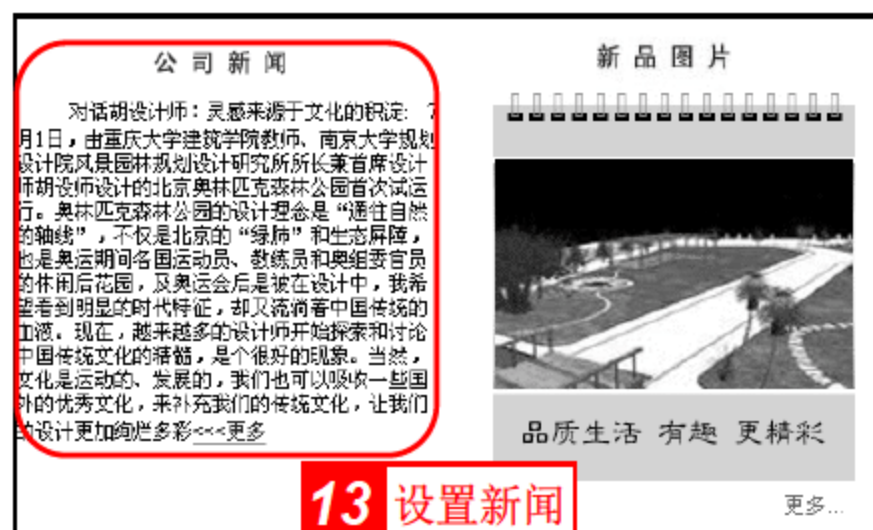 公司新闻
对话胡设计师：灵感来源于文化的积淀: 7
月1日，由重庆大学建筑学院教师、南京大学规划
设计院风景园林规划设计研究所所长兼首席设计
师胡设师设计的北京奥林匹克森林公园首次试运
行。奥林匹克森林公园的设计理念是“通往自然
的轴线”，不仅是北京的“绿肺”和生态屏障，
也是奥运期间各国运动员、教练员和奥组委官员
的休闲后花园，及奥运会后是被在设计中，我希
望看到明显的时代特征，却又流淌着中国传统的
血液。现在，越来越多的设计师开始探索和讨论
中国传统文化的精髓，是个很好的现象。当然，
文化是运动的、发展的，我们也可以吸收一些国
外的优秀文化，来补充我们的传统文化，让我们
的设计更加绚烂多彩<<<更多
新品图片
品质生活 有趣 更精彩
更多...
13 设置新闻